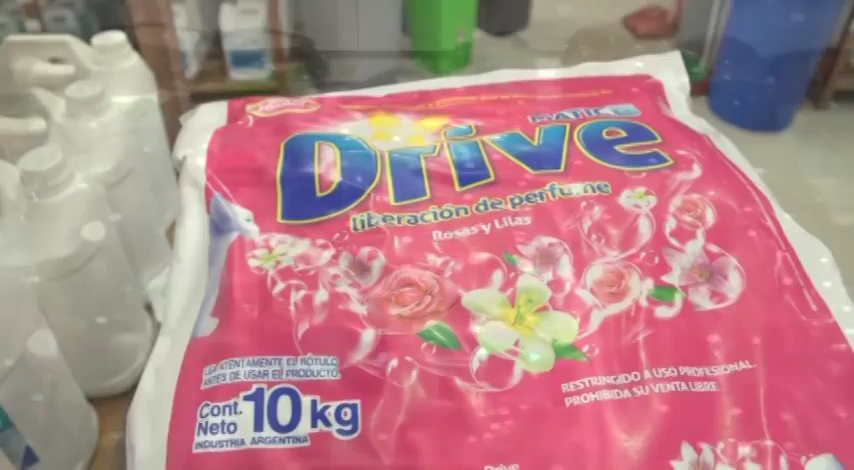 MATIC
Drive
liberación de perfume
Rosas y Lilas
LEA ATENTAMENTE EL RÓTULO
ANTES DE USAR EL PRODUCTO.
Cont.
Neto 10 kg
INDUSTRIA ARGENTINA
RESTRINGIDO A USO PROFESIONAL.
PROHIBIDA SU VENTA LIBRE.
Drive